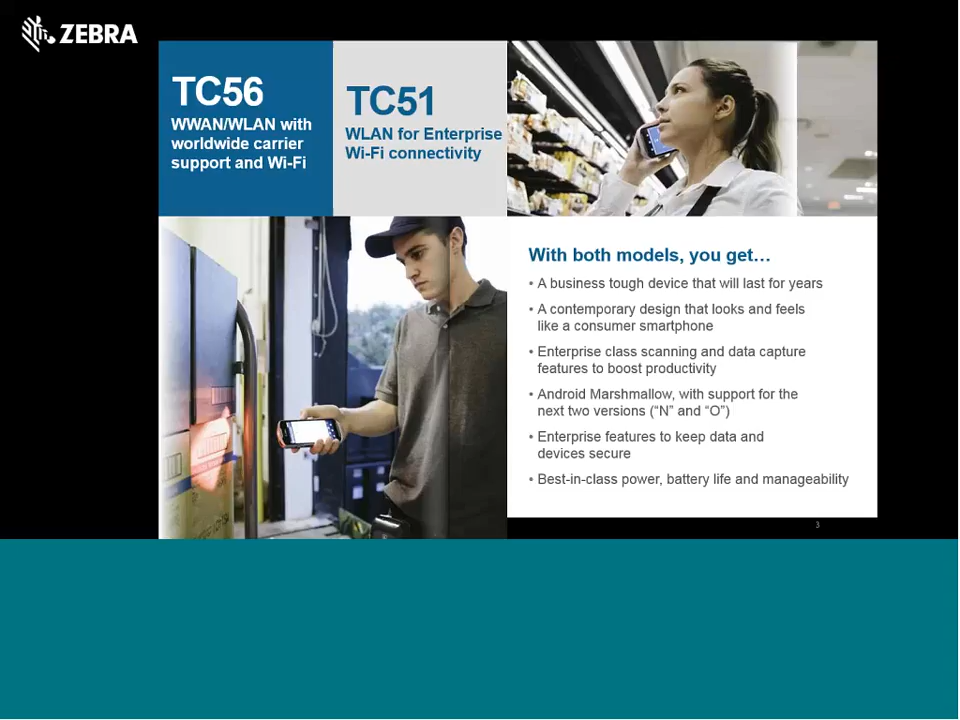 ZEBRA
TC56
WWAN/WLAN with
worldwide carrier
support and Wi-Fi
TC51
WLAN for Enterprise
Wi-Fi connectivity
With both models, you get…
• A business tough device that will last for years
• A contemporary design that looks and feels
like a consumer smartphone
• Enterprise class scanning and data capture
features to boost productivity
• Android Marshmallow, with support for the
next two versions (“N” and “O”)
• Enterprise features to keep data and
devices secure
• Best-in-class power, battery life and manageability
3